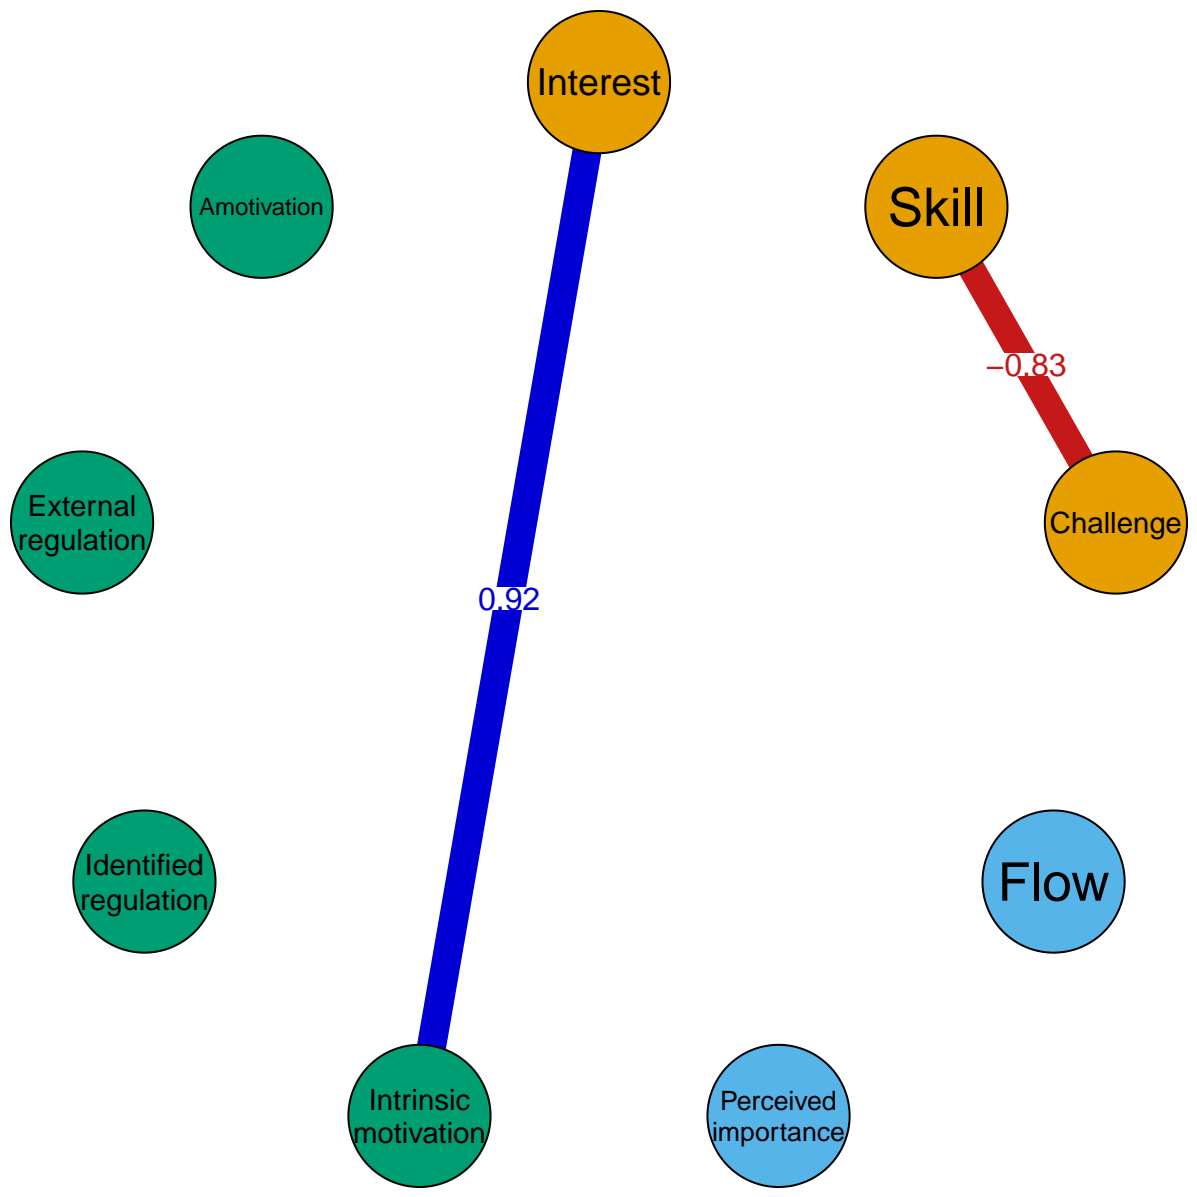 Interest
Skill
Amotivation
−0.83
External
regulation
Challenge
0.92
Identified
regulation
Flow
Intrinsic
motivation
Perceived
importance